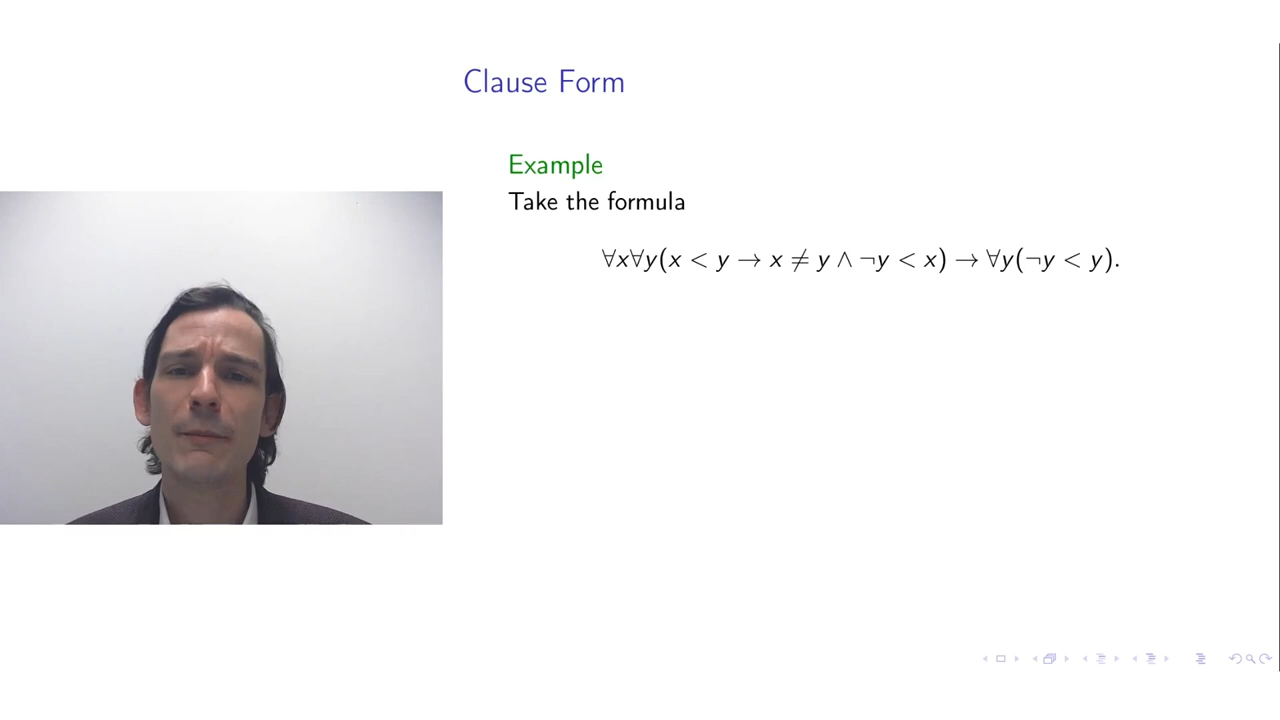 Clause Form
Example
Take the formula
∀x∀y(x < y → x ≠ y ∧ ¬y < x) → ∀y(¬y < y).